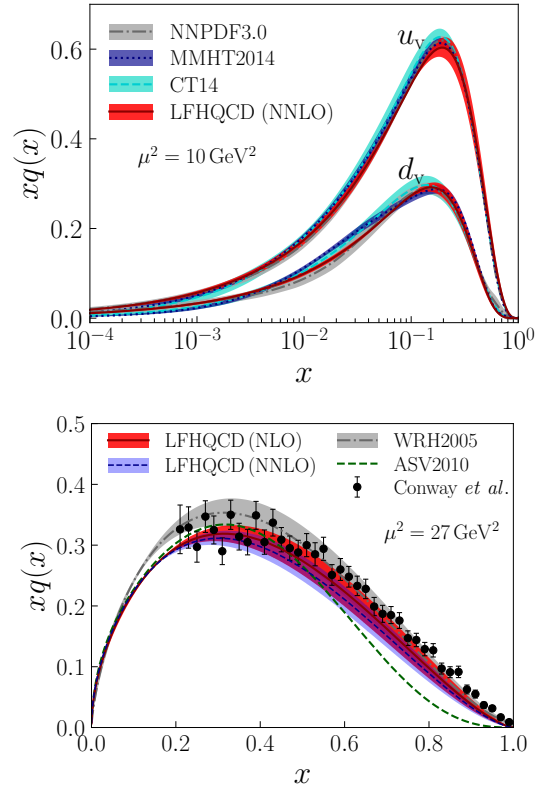 NNPDF3.0
MMHT2014
CT14
LFHQCD (NNLO)
μ² = 10 GeV²
u_v
d_v
xq(x)
0.6
0.4
0.2
0.0
10⁻⁴
10⁻³
10⁻²
10⁻¹
10⁰
x
LFHQCD (NLO)
LFHQCD (NNLO)
WRH2005
ASV2010
Conway et al.
μ² = 27 GeV²
xq(x)
0.5
0.4
0.3
0.2
0.1
0.0
0.0 0.2 0.4 0.6 0.8 1.0
x